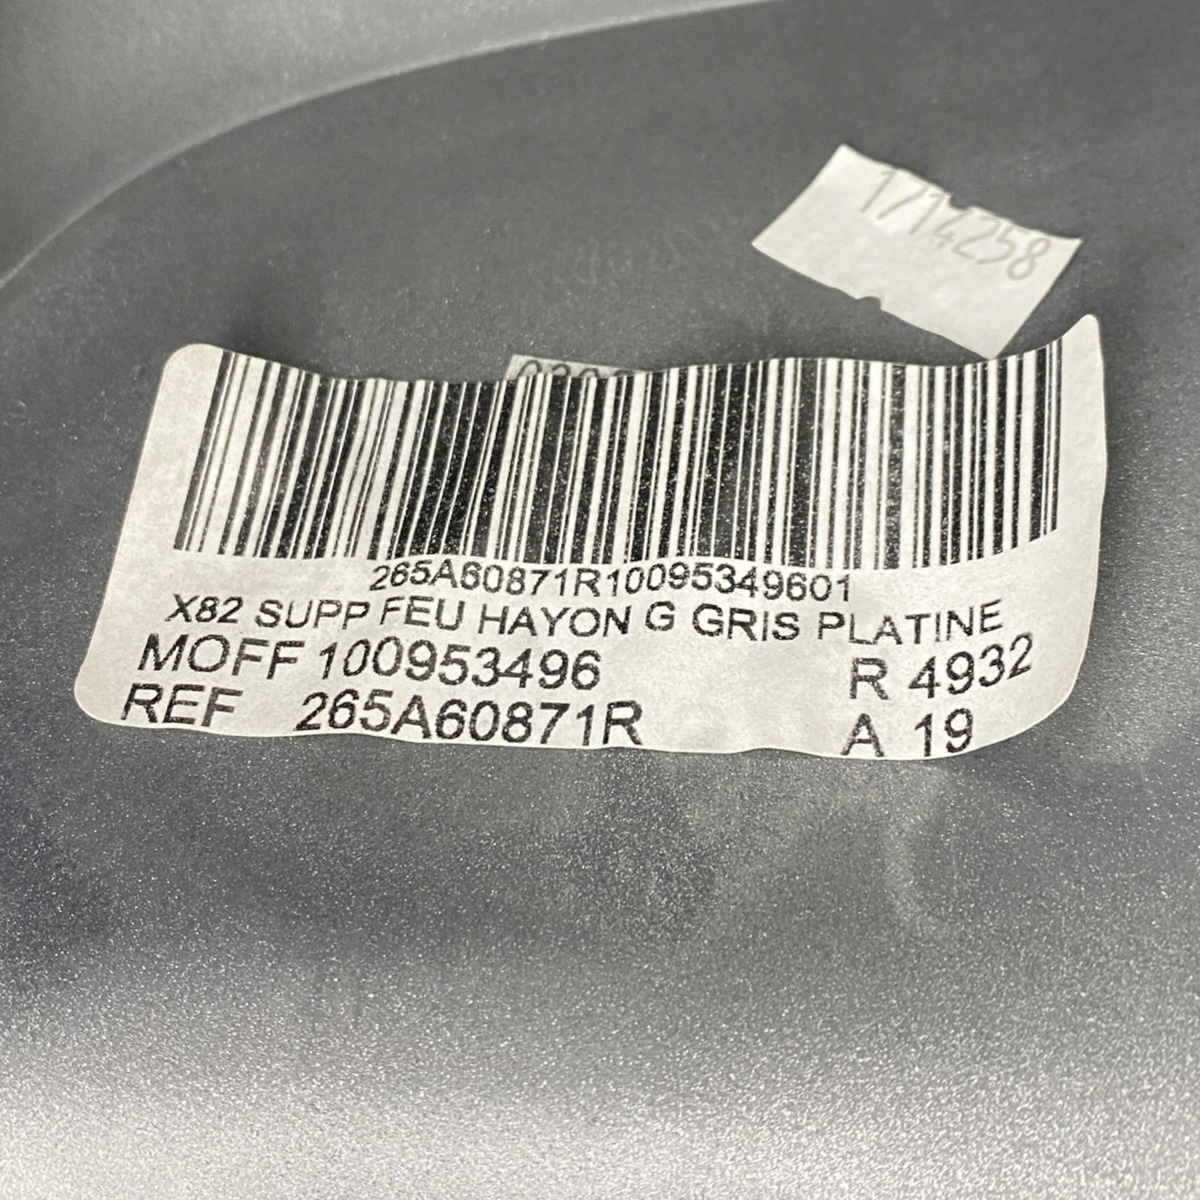 1714258
265A60871R10095349601
X82 SUPP FEU HAYON G GRIS PLATINE
MOFF 100953496 R 4932
REF 265A60871R A 19